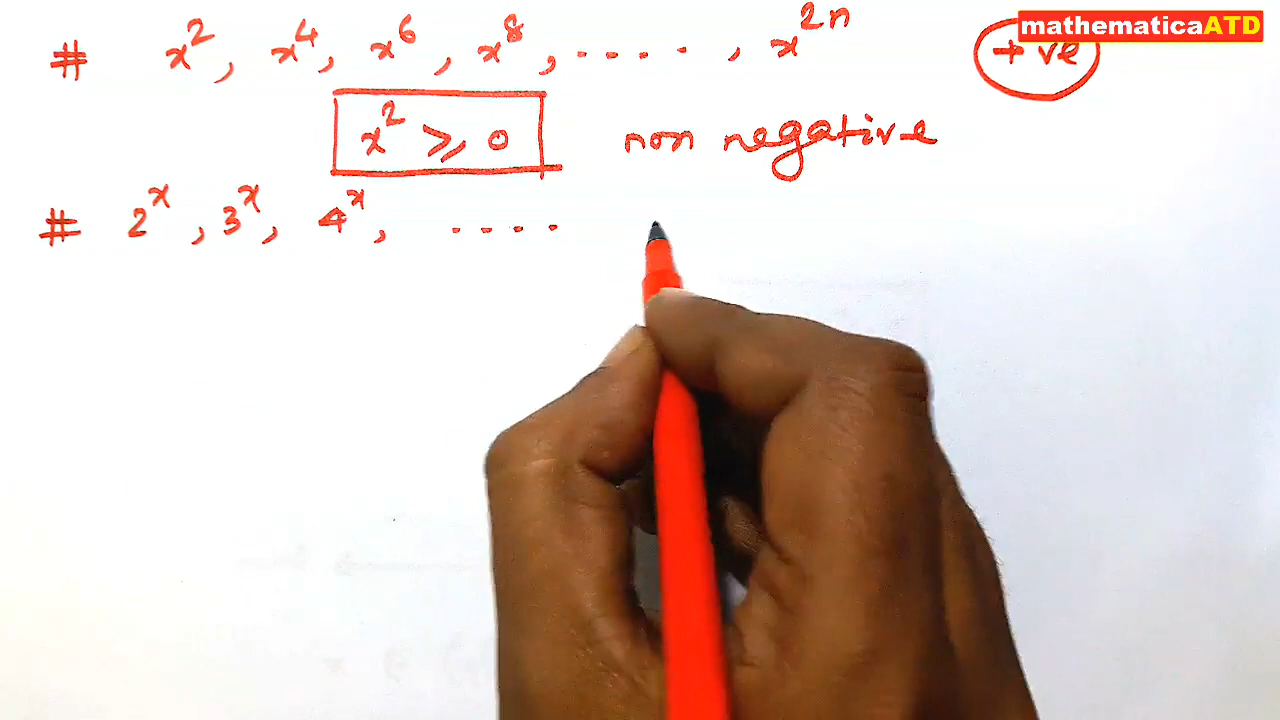 mathematicaATD
# x², x⁴, x⁶, x⁸, ....., x²ⁿ +ve
x² ≥ 0 non negative
# 2ˣ, 3ˣ, 4ˣ, ....